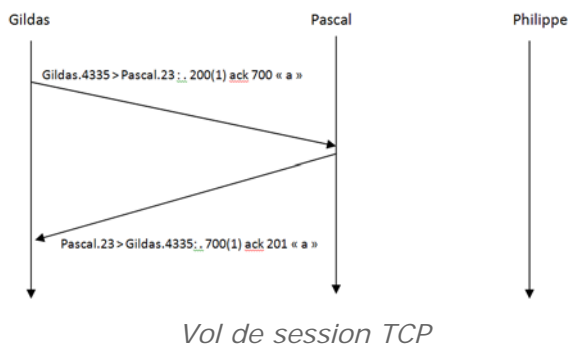 Gildas Pascal Philippe
Gildas.4335 > Pascal.23 : . 200(1) ack 700 « a »
Pascal.23 > Gildas.4335: . 700(1) ack 201 « a »
Vol de session TCP